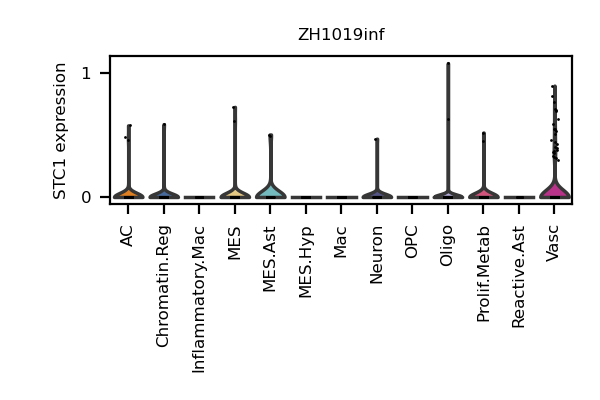 ZH1019inf
STC1 expression
1
0
AC
Chromatin.Reg
Inflammatory.Mac
MES
MES.Ast
MES.Hyp
Mac
Neuron
OPC
Oligo
Prolif.Metab
Reactive.Ast
Vasc